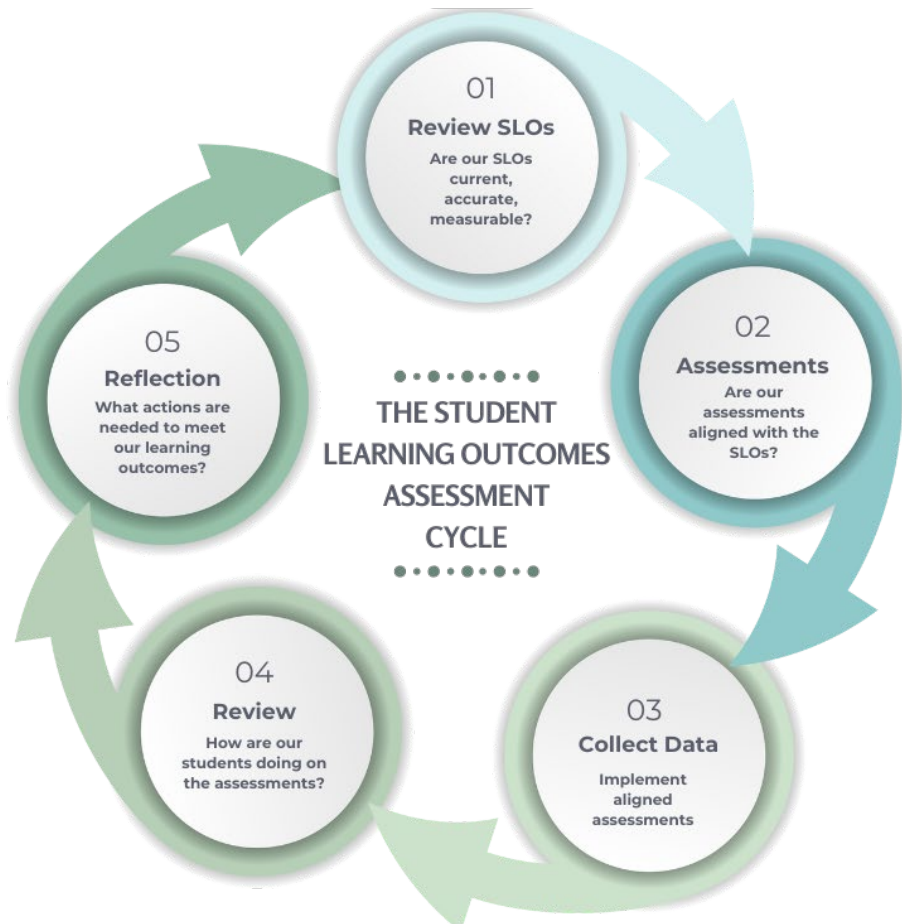 01
Review SLOs
Are our SLOs
current,
accurate,
measurable?
02
Assessments
Are our
assessments
aligned with the
SLOs?
03
Collect Data
Implement
aligned
assessments
04
Review
How are our
students doing on
the assessments?
05
Reflection
What actions are
needed to meet
our learning
outcomes?
THE STUDENT
LEARNING OUTCOMES
ASSESSMENT
CYCLE